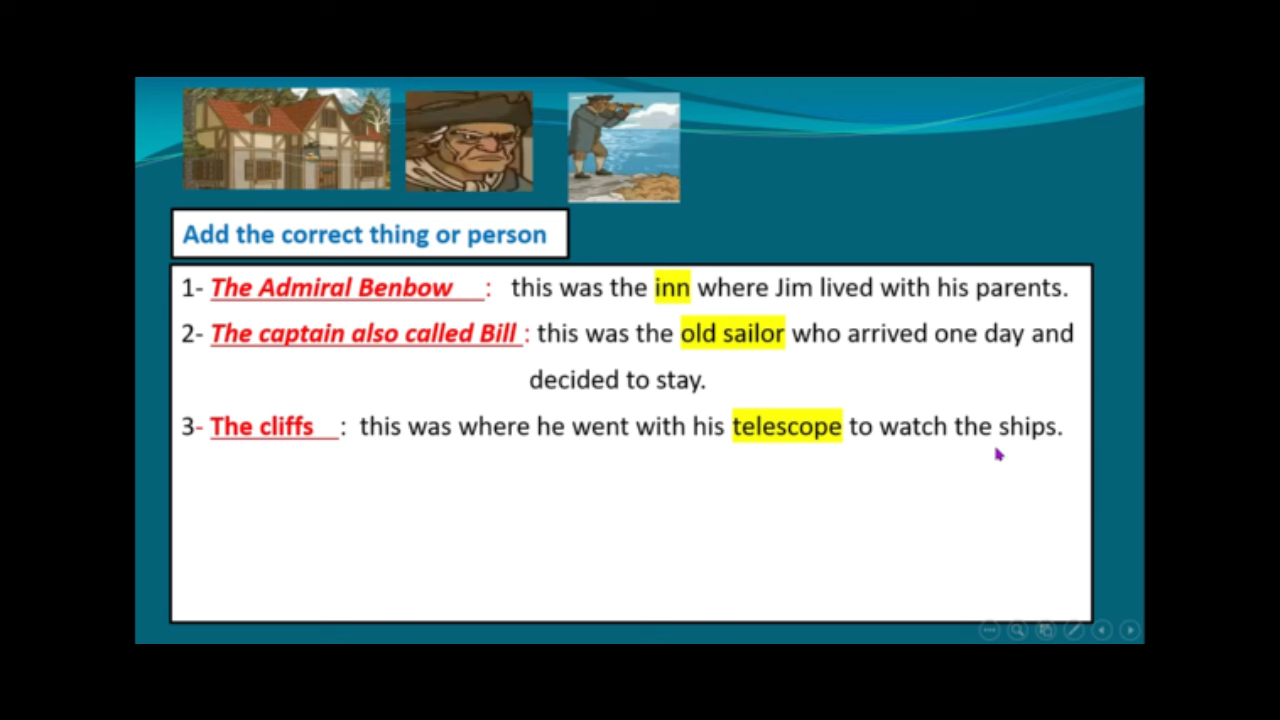 Add the correct thing or person
1- The Admiral Benbow : this was the inn where Jim lived with his parents.
2- The captain also called Bill : this was the old sailor who arrived one day and
decided to stay.
3- The cliffs : this was where he went with his telescope to watch the ships.